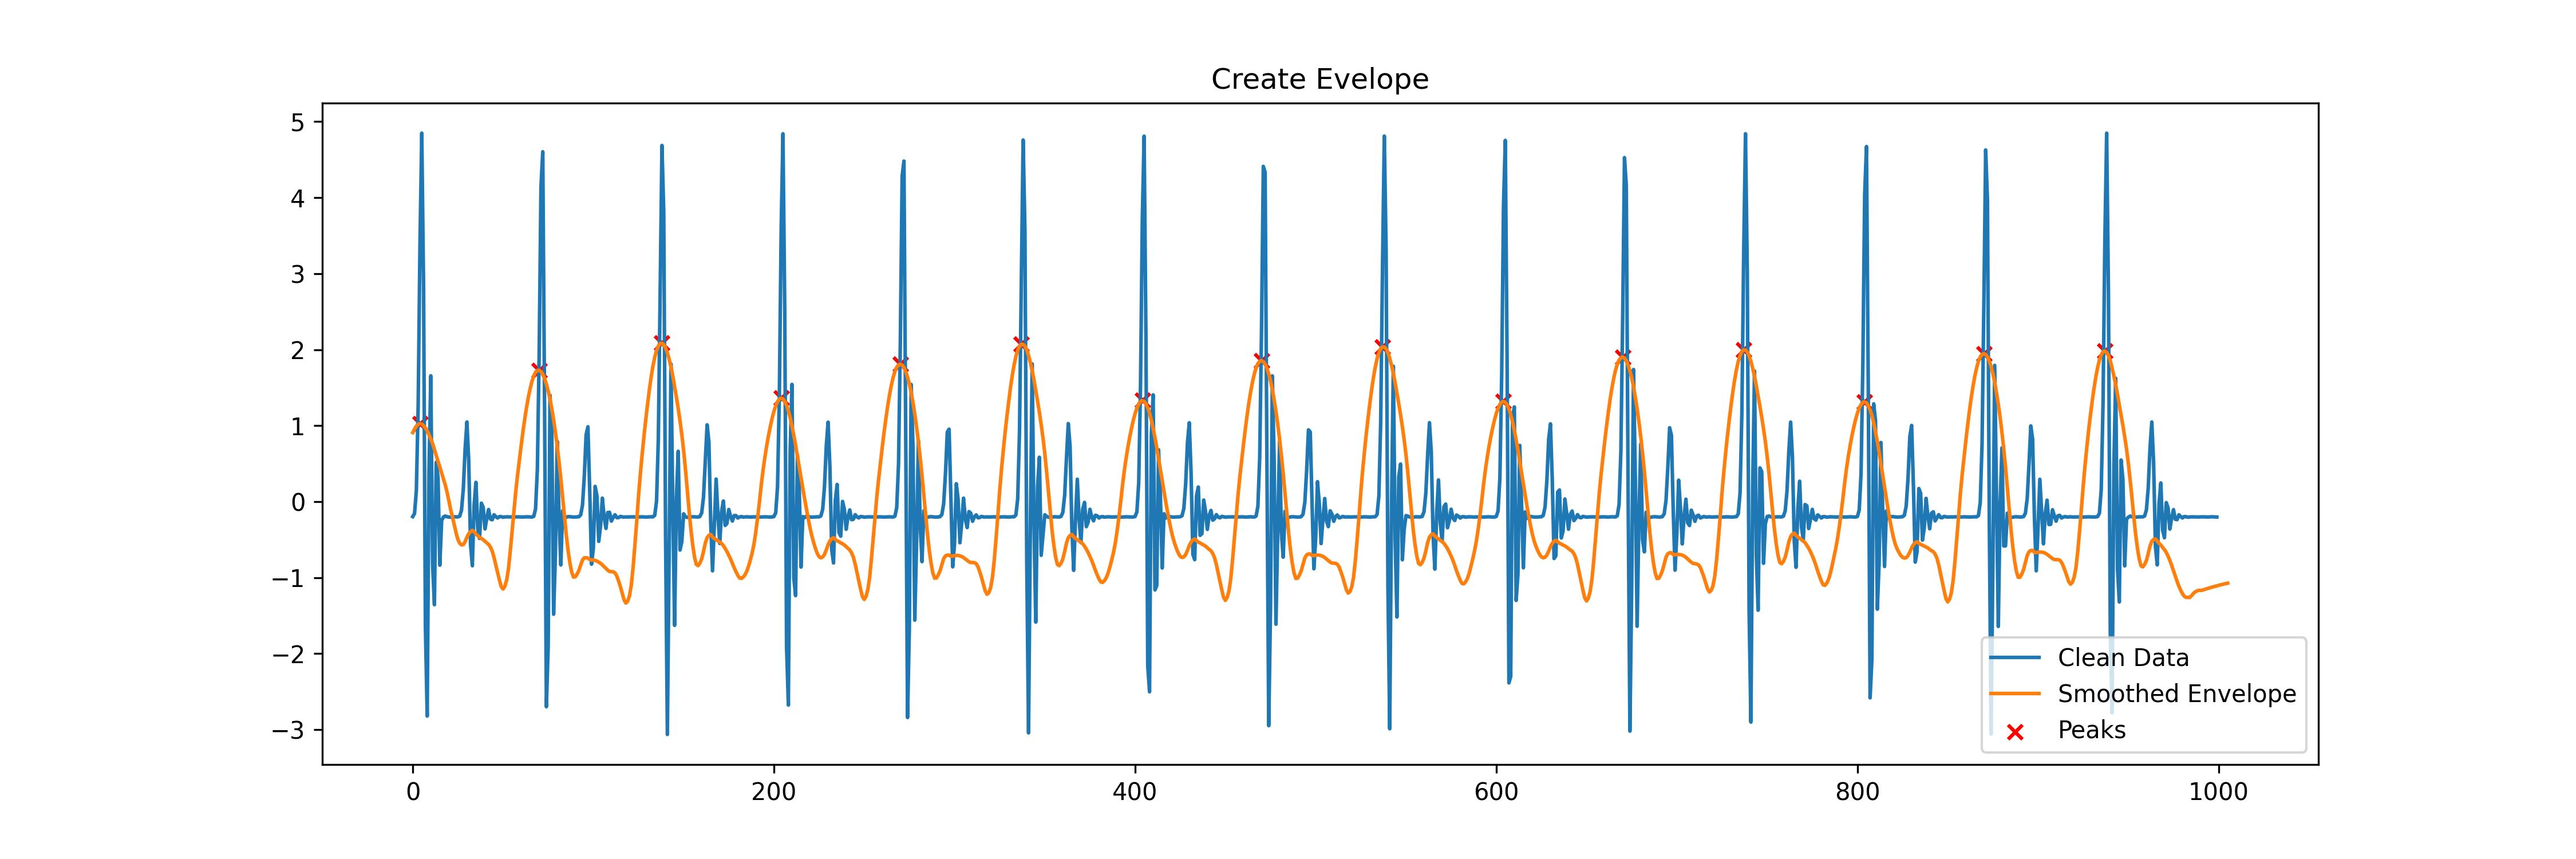 Create Evelope
5
4
3
2
1
0
−1
−2
−3
0 200 400 600 800 1000
Clean Data
Smoothed Envelope
Peaks